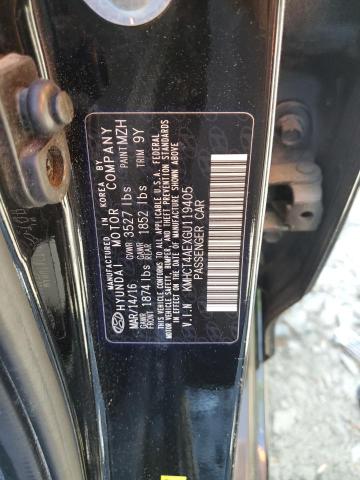 MANUFACTURED IN KOREA BY
HYUNDAI MOTOR COMPANY
MAR/14/16 GVWR 3527 lbs PAINT MZH
GAWR FRONT 1874 lbs GAWR REAR 1852 lbs TRIM 9Y
THIS VEHICLE CONFORMS TO ALL APPLICABLE U.S.A. FEDERAL
MOTOR VEHICLE SAFETY, BUMPER, AND THEFT PREVENTION STANDARDS
IN EFFECT ON THE DATE OF MANUFACTURE SHOWN ABOVE.
V.I.N KMHCT4AEXGU119405
PASSENGER CAR